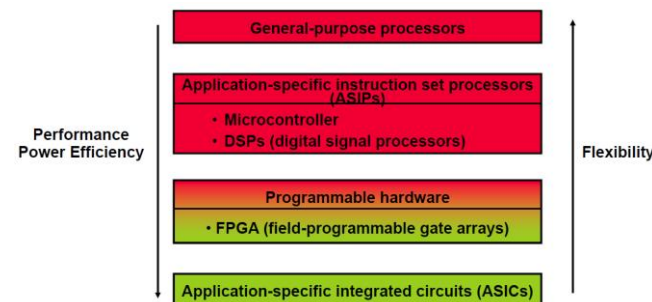 General-purpose processors
Application-specific instruction set processors
(ASIPs)
• Microcontroller
• DSPs (digital signal processors)
Performance
Power Efficiency
Flexibility
Programmable hardware
• FPGA (field-programmable gate arrays)
Application-specific integrated circuits (ASICs)